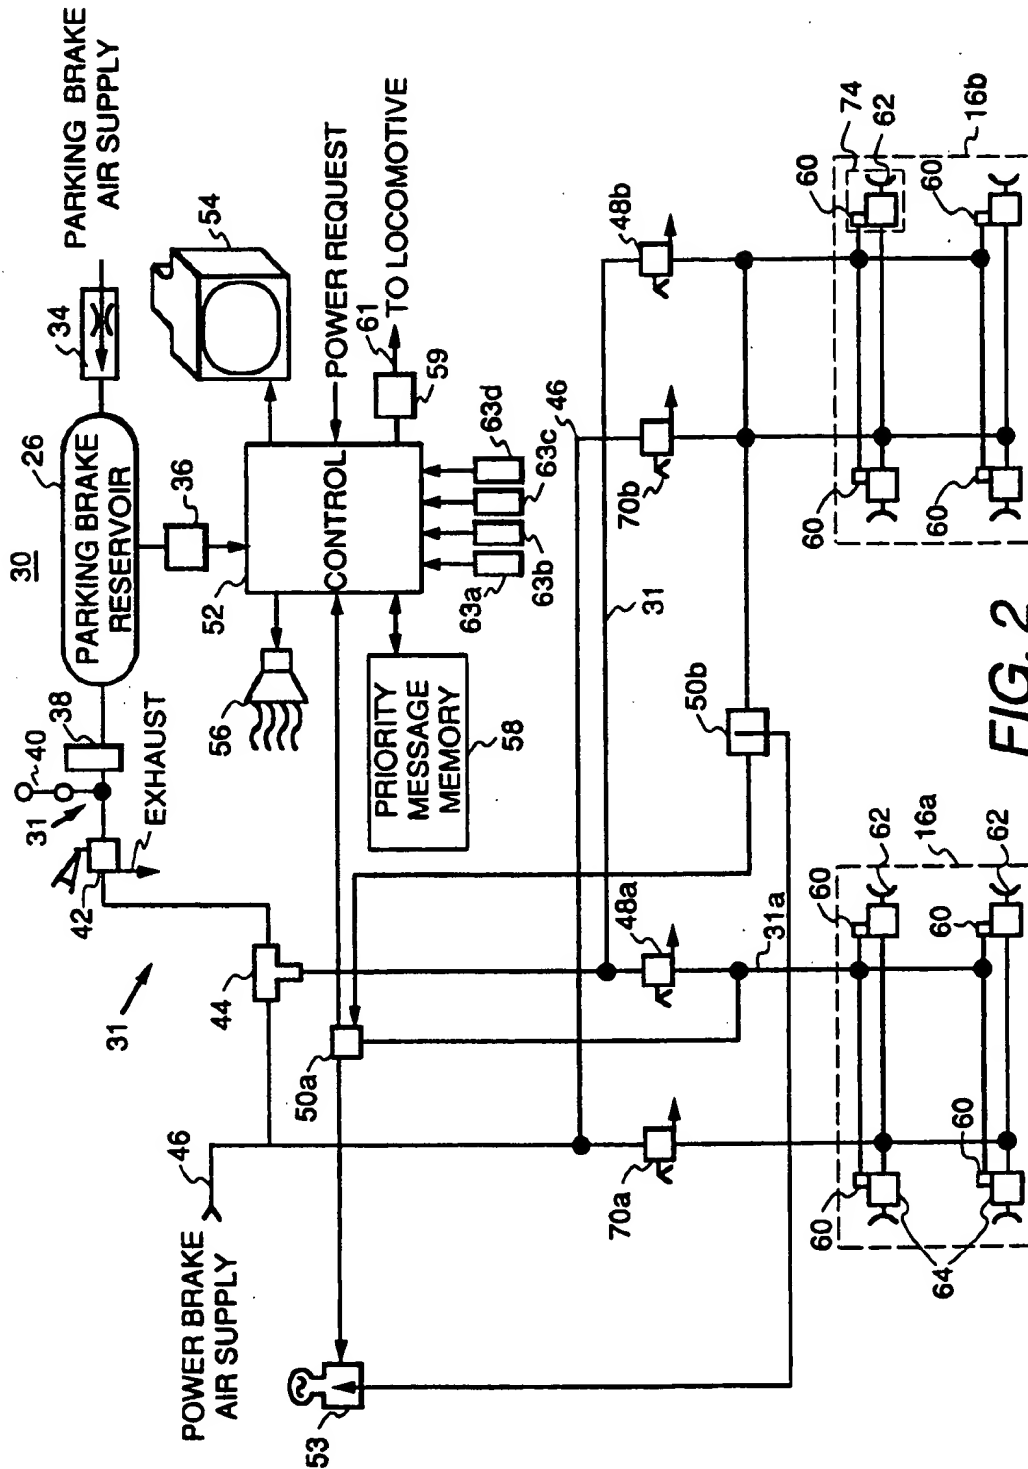 PARKING BRAKE
AIR SUPPLY
34
26
30
PARKING BRAKE
RESERVOIR
38
40
31
EXHAUST
42
36
54
52
CONTROL
POWER REQUEST
61
TO LOCOMOTIVE
59
56
PRIORITY
MESSAGE
MEMORY
58
63a
63b
63c
63d
44
31
46
POWER BRAKE
AIR SUPPLY
50a
53
46
31
48a
48b
70a
70b
50b
31a
16a
60
60
60
60
62
62
64
16b
60
60
60
60
74
62
FIG. 2